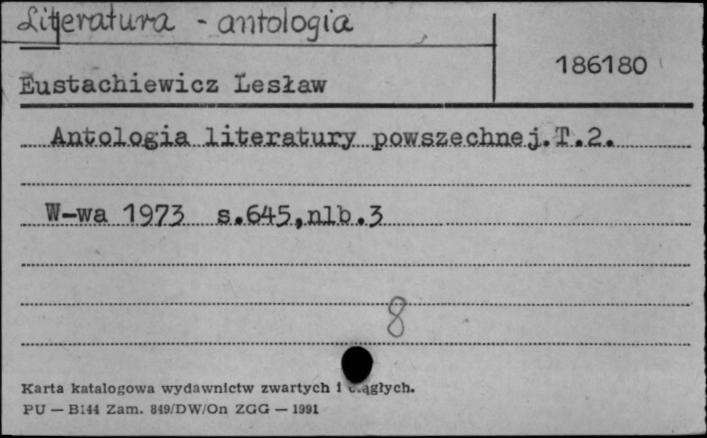 Literatura - antologia
186180
Eustachiewicz Lesław
Antologia literatury powszechnej.T.2.
W-wa 1973 s.645,nlb.3
8
Karta katalogowa wydawnictw zwartych i ciągłych.
PU — B144 Zam. 849/DW/On ZGG — 1991